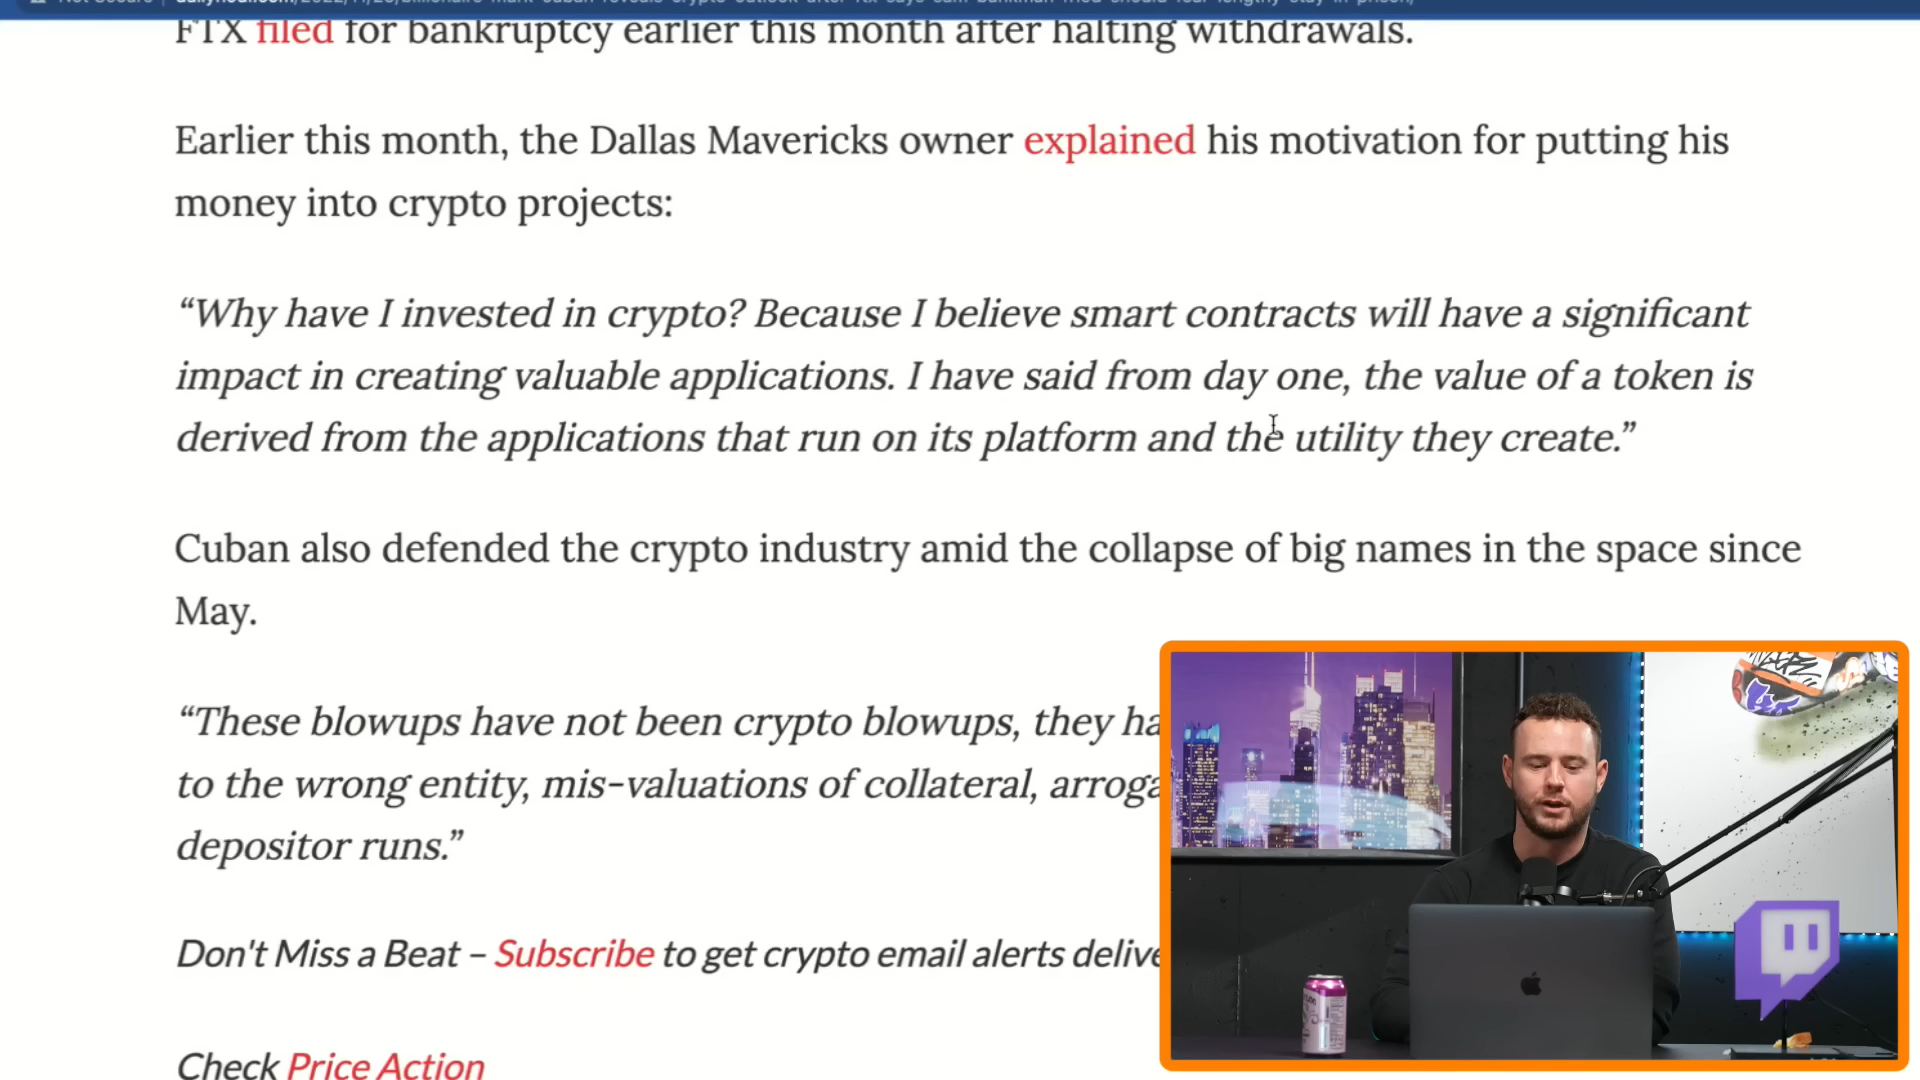 FTX filed for bankruptcy earlier this month after halting withdrawals.
Earlier this month, the Dallas Mavericks owner explained his motivation for putting his
money into crypto projects:
“Why have I invested in crypto? Because I believe smart contracts will have a significant
impact in creating valuable applications. I have said from day one, the value of a token is
derived from the applications that run on its platform and the utility they create.”
Cuban also defended the crypto industry amid the collapse of big names in the space since
May.
“These blowups have not been crypto blowups, they ha
to the wrong entity, mis-valuations of collateral, arroga
depositor runs.”
Don't Miss a Beat – Subscribe to get crypto email alerts delive
Check Price Action